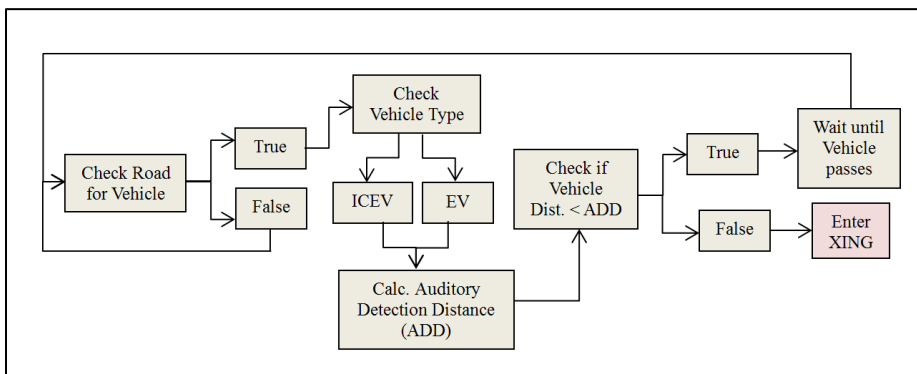 Check Road
for Vehicle
True
False
Check
Vehicle Type
ICEV
EV
Calc. Auditory
Detection Distance
(ADD)
Check if
Vehicle
Dist. < ADD
True
False
Wait until
Vehicle
passes
Enter
XING